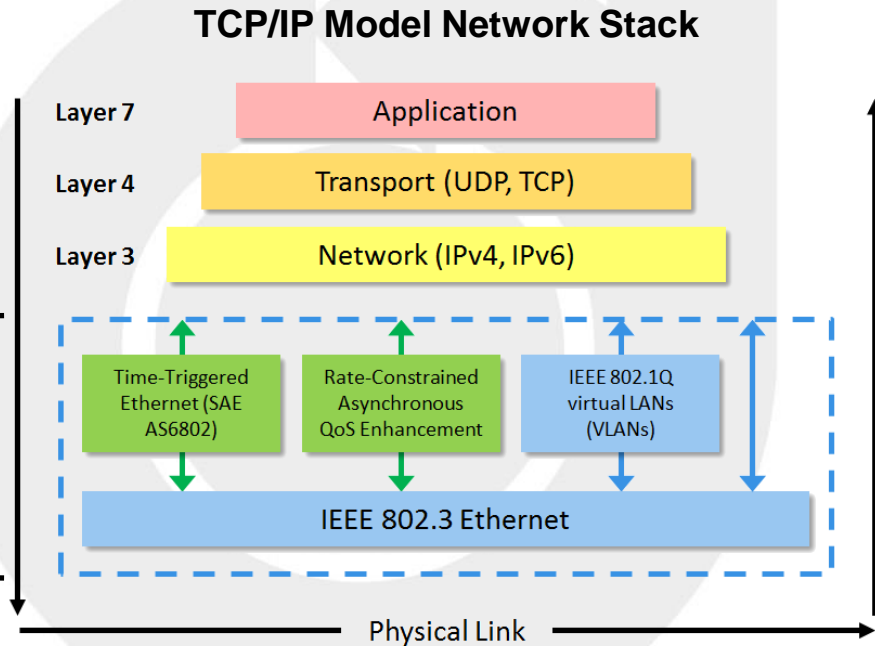 TCP/IP Model Network Stack
Layer 7
Application
Layer 4
Transport (UDP, TCP)
Layer 3
Network (IPv4, IPv6)
Time-Triggered
Ethernet (SAE
AS6802)
Rate-Constrained
Asynchronous
QoS Enhancement
IEEE 802.1Q
virtual LANs
(VLANs)
IEEE 802.3 Ethernet
Physical Link